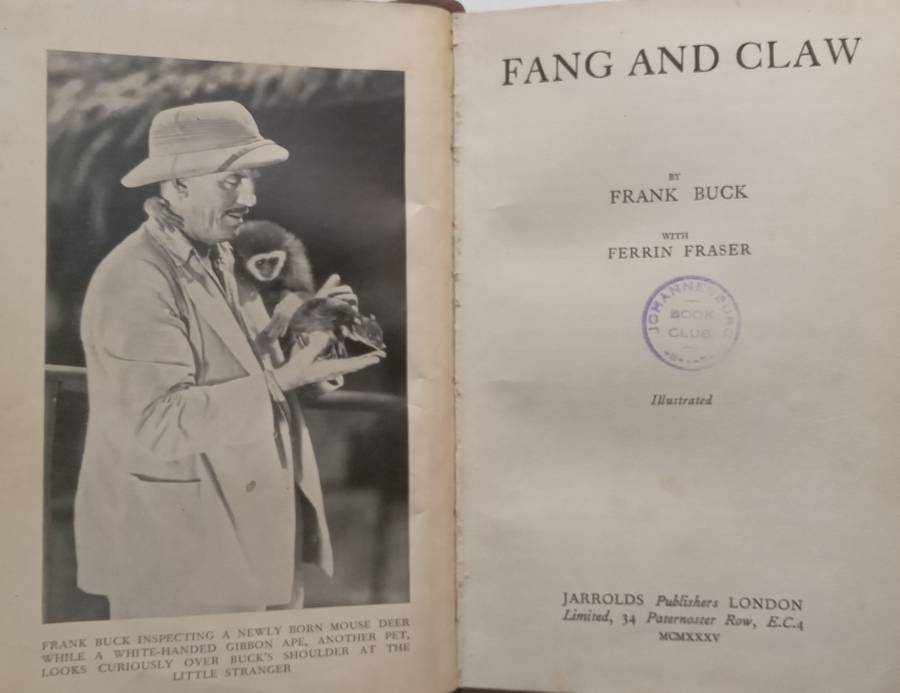 FRANK BUCK INSPECTING A NEWLY BORN MOUSE DEER
WHILE A WHITE-HANDED GIBBON APE, ANOTHER PET,
LOOKS CURIOUSLY OVER BUCK'S SHOULDER AT THE
LITTLE STRANGER
FANG AND CLAW
BY
FRANK BUCK
WITH
FERRIN FRASER
JOHANNESBURG
BOOK
CLUB
Illustrated
JARROLDS Publishers LONDON
Limited, 34 Paternoster Row, E.C.4
MCMXXXV